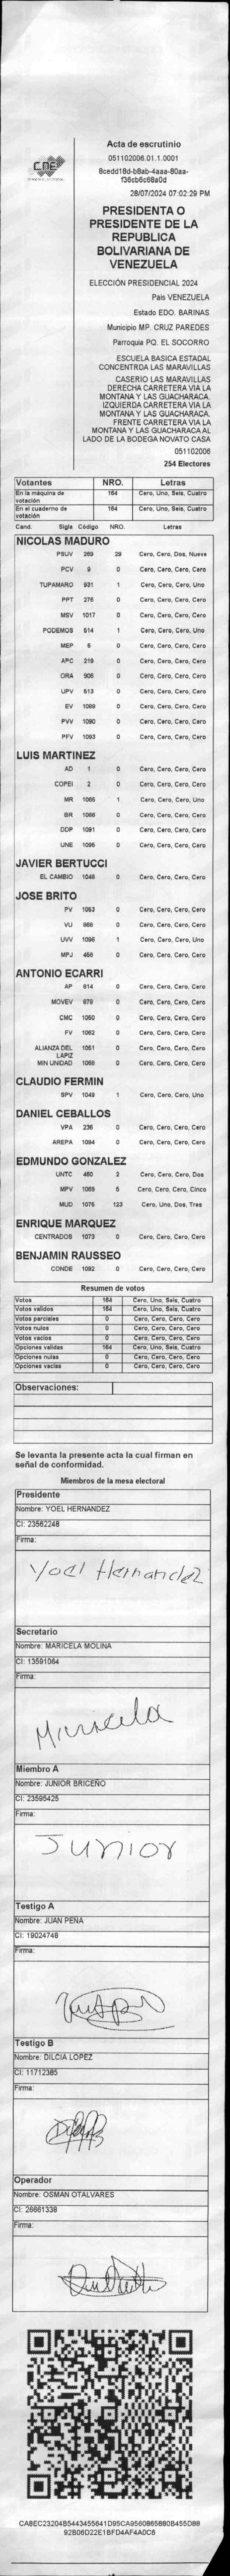 Acta de escrutinio
051102006.01.1.0001
8cedd18d-b8ab-4aaa-80aa-
f36cb6c68a0d
28/07/2024 07:02:29 PM
CNE
PRESIDENTA O
PRESIDENTE DE LA
REPUBLICA
BOLIVARIANA DE
VENEZUELA
ELECCIÓN PRESIDENCIAL 2024
País VENEZUELA
Estado EDO. BARINAS
Municipio MP. CRUZ PAREDES
Parroquia PQ. EL SOCORRO
ESCUELA BASICA ESTADAL
CONCENTRDA LAS MARAVILLAS
CASERIO LAS MARAVILLAS
DERECHA CARRETERA VIA LA
MONTANA Y LAS GUACHARACA.
IZQUIERDA CARRETERA VIA LA
MONTANA Y LAS GUACHARACA.
FRENTE CARRETERA VIA LA
MONTANA Y LAS GUACHARACA AL
LADO DE LA BODEGA NOVATO CASA
051102006
254 Electores
Votantes NRO. Letras
En la máquina de votación 164 Cero, Uno, Seis, Cuatro
En el cuaderno de votación 164 Cero, Uno, Seis, Cuatro
Cand. Sigla Código NRO. Letras
NICOLAS MADURO
PSUV 269 29 Cero, Cero, Dos, Nueve
PCV 9 0 Cero, Cero, Cero, Cero
TUPAMARO 931 1 Cero, Cero, Cero, Uno
PPT 276 0 Cero, Cero, Cero, Cero
MSV 1017 0 Cero, Cero, Cero, Cero
PODEMOS 514 1 Cero, Cero, Cero, Uno
MEP 6 0 Cero, Cero, Cero, Cero
APC 219 0 Cero, Cero, Cero, Cero
ORA 906 0 Cero, Cero, Cero, Cero
UPV 513 0 Cero, Cero, Cero, Cero
EV 1089 0 Cero, Cero, Cero, Cero
PVV 1090 0 Cero, Cero, Cero, Cero
PFV 1093 0 Cero, Cero, Cero, Cero
LUIS MARTINEZ
AD 1 0 Cero, Cero, Cero, Cero
COPEI 2 0 Cero, Cero, Cero, Cero
MR 1065 1 Cero, Cero, Cero, Uno
BR 1066 0 Cero, Cero, Cero, Cero
DDP 1091 0 Cero, Cero, Cero, Cero
UNE 1095 0 Cero, Cero, Cero, Cero
JAVIER BERTUCCI
EL CAMBIO 1048 0 Cero, Cero, Cero, Cero
JOSE BRITO
PV 1053 0 Cero, Cero, Cero, Cero
VU 868 0 Cero, Cero, Cero, Cero
UVV 1096 1 Cero, Cero, Cero, Uno
MPJ 458 0 Cero, Cero, Cero, Cero
ANTONIO ECARRI
AP 814 0 Cero, Cero, Cero, Cero
MOVEV 878 0 Cero, Cero, Cero, Cero
CMC 1050 0 Cero, Cero, Cero, Cero
FV 1062 0 Cero, Cero, Cero, Cero
ALIANZA DEL LAPIZ 1051 0 Cero, Cero, Cero, Cero
MIN UNIDAD 1068 0 Cero, Cero, Cero, Cero
CLAUDIO FERMIN
SPV 1049 1 Cero, Cero, Cero, Uno
DANIEL CEBALLOS
VPA 236 0 Cero, Cero, Cero, Cero
AREPA 1094 0 Cero, Cero, Cero, Cero
EDMUNDO GONZALEZ
UNTC 460 2 Cero, Cero, Cero, Dos
MPV 1069 5 Cero, Cero, Cero, Cinco
MUD 1075 123 Cero, Uno, Dos, Tres
ENRIQUE MARQUEZ
CENTRADOS 1073 0 Cero, Cero, Cero, Cero
BENJAMIN RAUSSEO
CONDE 1092 0 Cero, Cero, Cero, Cero
Resumen de votos
Votos 164 Cero, Uno, Seis, Cuatro
Votos validos 164 Cero, Uno, Seis, Cuatro
Votos parciales 0 Cero, Cero, Cero, Cero
Votos nulos 0 Cero, Cero, Cero, Cero
Votos vacios 0 Cero, Cero, Cero, Cero
Opciones validas 164 Cero, Uno, Seis, Cuatro
Opciones nulas 0 Cero, Cero, Cero, Cero
Opciones vacias 0 Cero, Cero, Cero, Cero
Observaciones:
Se levanta la presente acta la cual firman en
señal de conformidad.
Miembros de la mesa electoral
Presidente
Nombre: YOEL HERNANDEZ
CI: 23562248
Firma:
Yoel Hernandez
Secretario
Nombre: MARICELA MOLINA
CI: 13591064
Firma:
Maricela
Miembro A
Nombre: JUNIOR BRICEÑO
CI: 23595425
Firma:
JUNIOR
Testigo A
Nombre: JUAN PEÑA
CI: 19024748
Firma:
Testigo B
Nombre: DILCIA LOPEZ
CI: 11712385
Firma:
Operador
Nombre: OSMAN OTALVARES
CI: 26661338
Firma:
CA8EC23204B5443455641D95CA9560865BB0B455D88
92B06D22E1BFD4AF4A0C6